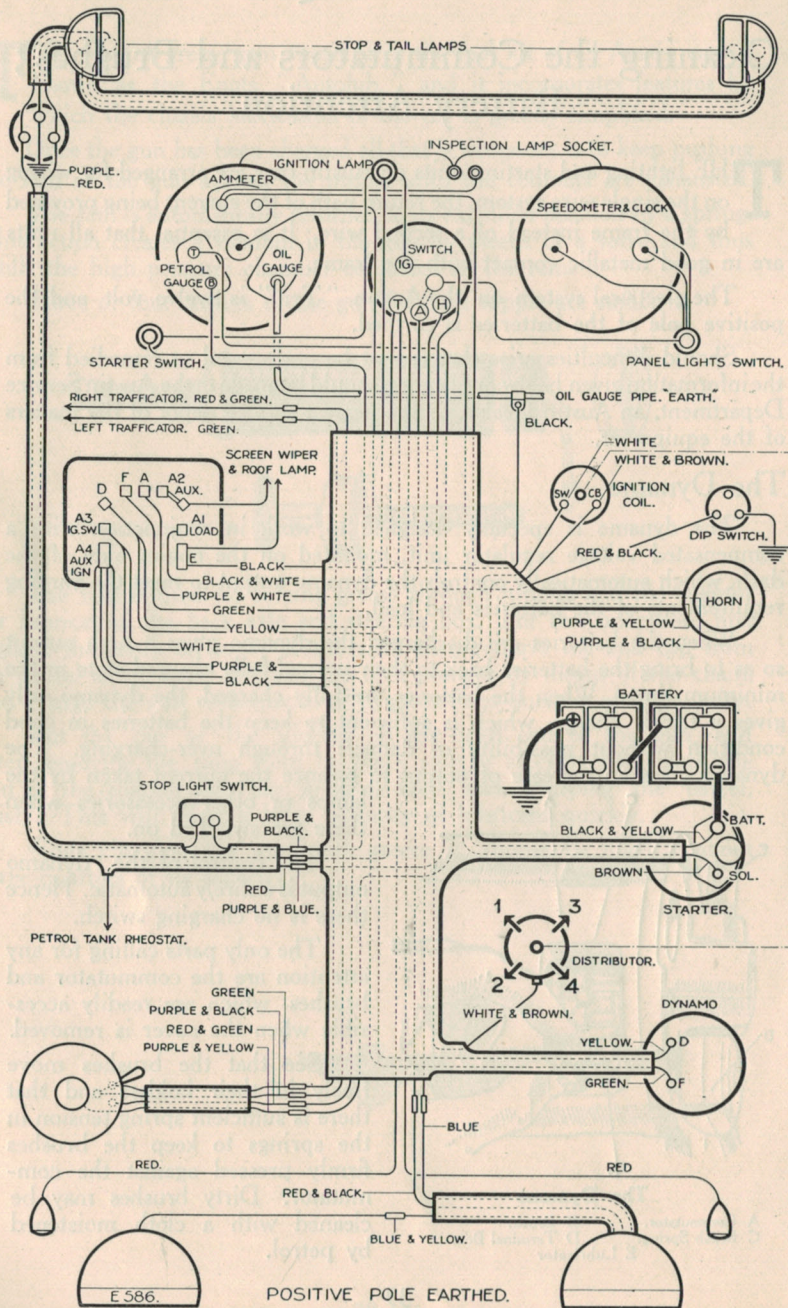 STOP & TAIL LAMPS
PURPLE.
RED.
INSPECTION LAMP SOCKET.
IGNITION LAMP
AMMETER
SPEEDOMETER & CLOCK
T
PETROL
GAUGE B
OIL
GAUGE
SWITCH
IG
T A H
STARTER SWITCH.
PANEL LIGHTS SWITCH.
RIGHT TRAFFICATOR. RED & GREEN.
OIL GAUGE PIPE. "EARTH."
LEFT TRAFFICATOR. GREEN.
BLACK.
SCREEN WIPER
& ROOF LAMP.
WHITE
WHITE & BROWN.
SW CB
IGNITION
COIL.
DIP SWITCH.
D F A A2
AUX.
A3
IG.SW.
A1
LOAD
A4
AUX
IGN
E
BLACK
BLACK & WHITE
PURPLE & WHITE
GREEN
YELLOW
WHITE
PURPLE &
BLACK
RED & BLACK.
HORN
PURPLE & YELLOW
PURPLE & BLACK
BATTERY
STOP LIGHT SWITCH.
PURPLE &
BLACK.
RED
PURPLE & BLUE.
PETROL TANK RHEOSTAT.
BLACK & YELLOW
BATT.
BROWN
SOL.
STARTER.
1 3
2 4
DISTRIBUTOR.
WHITE & BROWN.
DYNAMO
YELLOW. D
GREEN. F
GREEN
PURPLE & BLACK
RED & GREEN
PURPLE & YELLOW
BLUE
RED.
RED
RED & BLACK.
BLUE & YELLOW.
E 586.
POSITIVE POLE EARTHED.